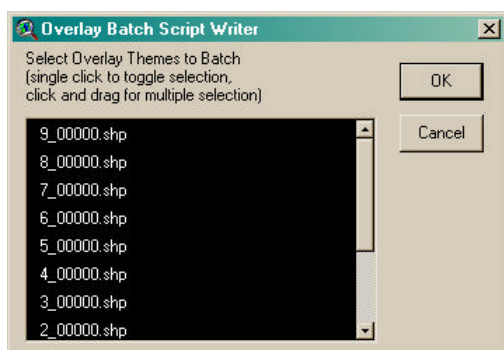 Overlay Batch Script Writer
Select Overlay Themes to Batch
(single click to toggle selection,
click and drag for multiple selection)
OK
Cancel
9_00000.shp
8_00000.shp
7_00000.shp
6_00000.shp
5_00000.shp
4_00000.shp
3_00000.shp
2_00000.shp